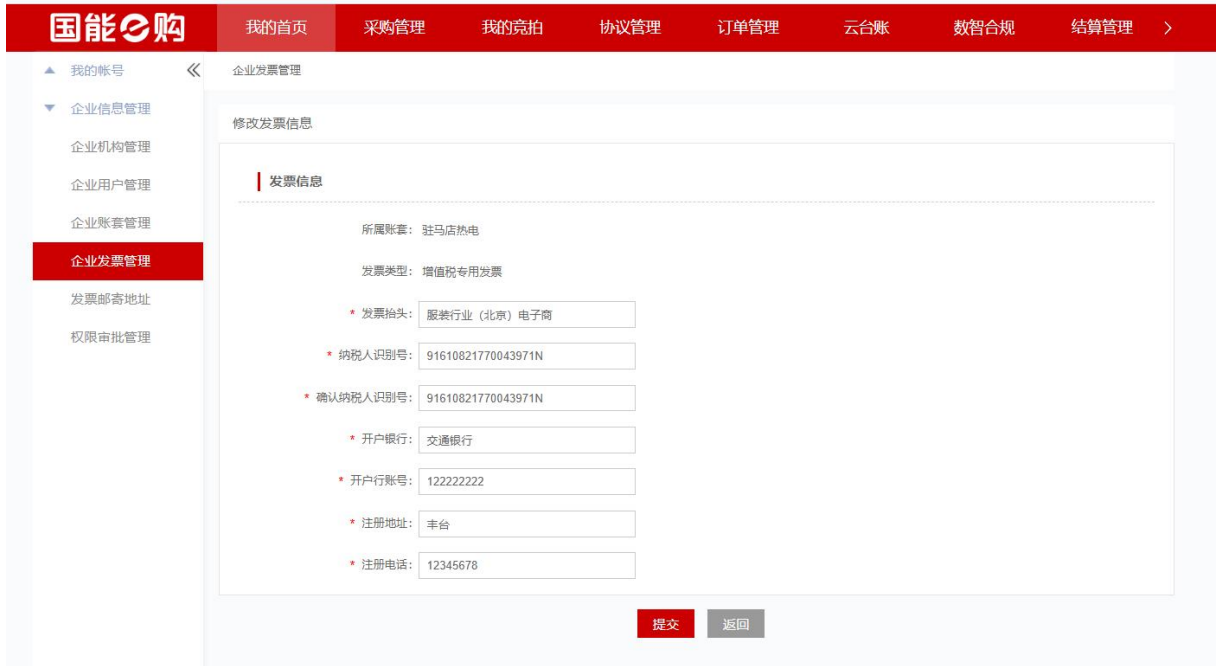 国能e购 我的首页 采购管理 我的竞拍 协议管理 订单管理 云台账 数智合规 结算管理
我的帐号
企业信息管理
企业机构管理
企业用户管理
企业账套管理
企业发票管理
发票邮寄地址
权限审批管理
企业发票管理
修改发票信息
发票信息
所属账套: 驻马店热电
发票类型: 增值税专用发票
* 发票抬头: 服装行业（北京）电子商
* 纳税人识别号: 91610821770043971N
* 确认纳税人识别号: 91610821770043971N
* 开户银行: 交通银行
* 开户行账号: 122222222
* 注册地址: 丰台
* 注册电话: 12345678
提交 返回